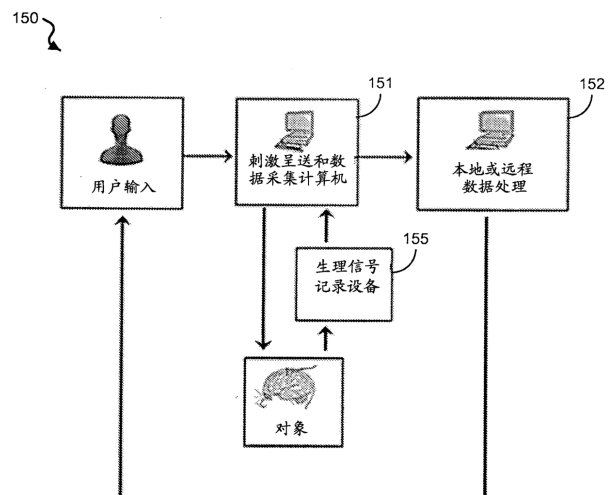 150
151
152
用户输入
刺激呈送和数
据采集计算机
本地或远程
数据处理
155
生理信号
记录设备
对象